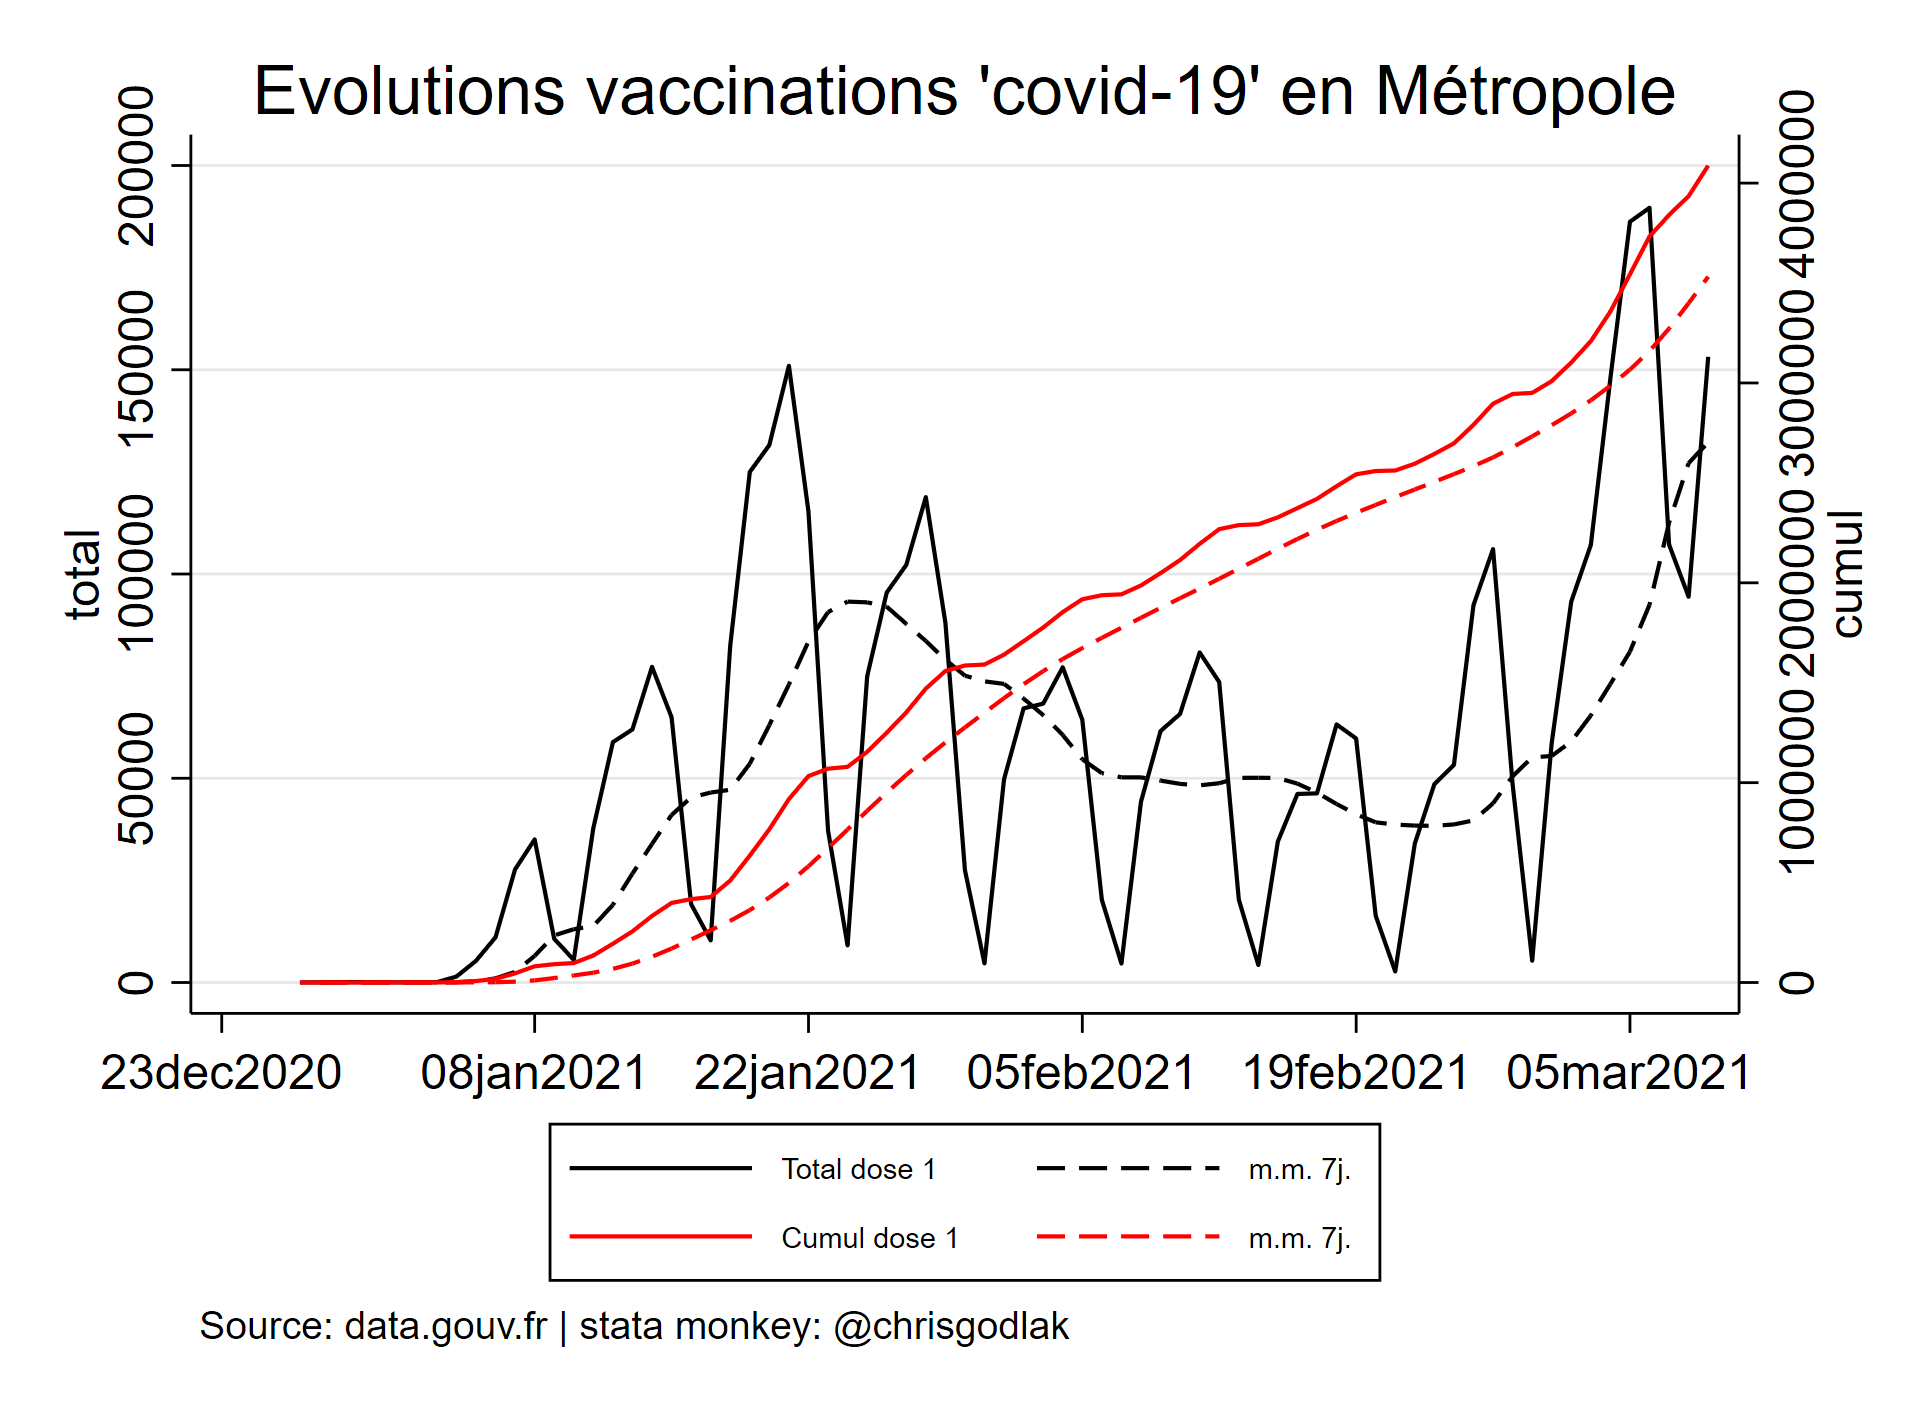 Evolutions vaccinations 'covid-19' en Métropole
total
0
50000
100000
150000
200000
cumul
0
1000000
2000000
3000000
4000000
23dec2020
08jan2021
22jan2021
05feb2021
19feb2021
05mar2021
Total dose 1
m.m. 7j.
Cumul dose 1
m.m. 7j.
Source: data.gouv.fr | stata monkey: @chrisgodlak